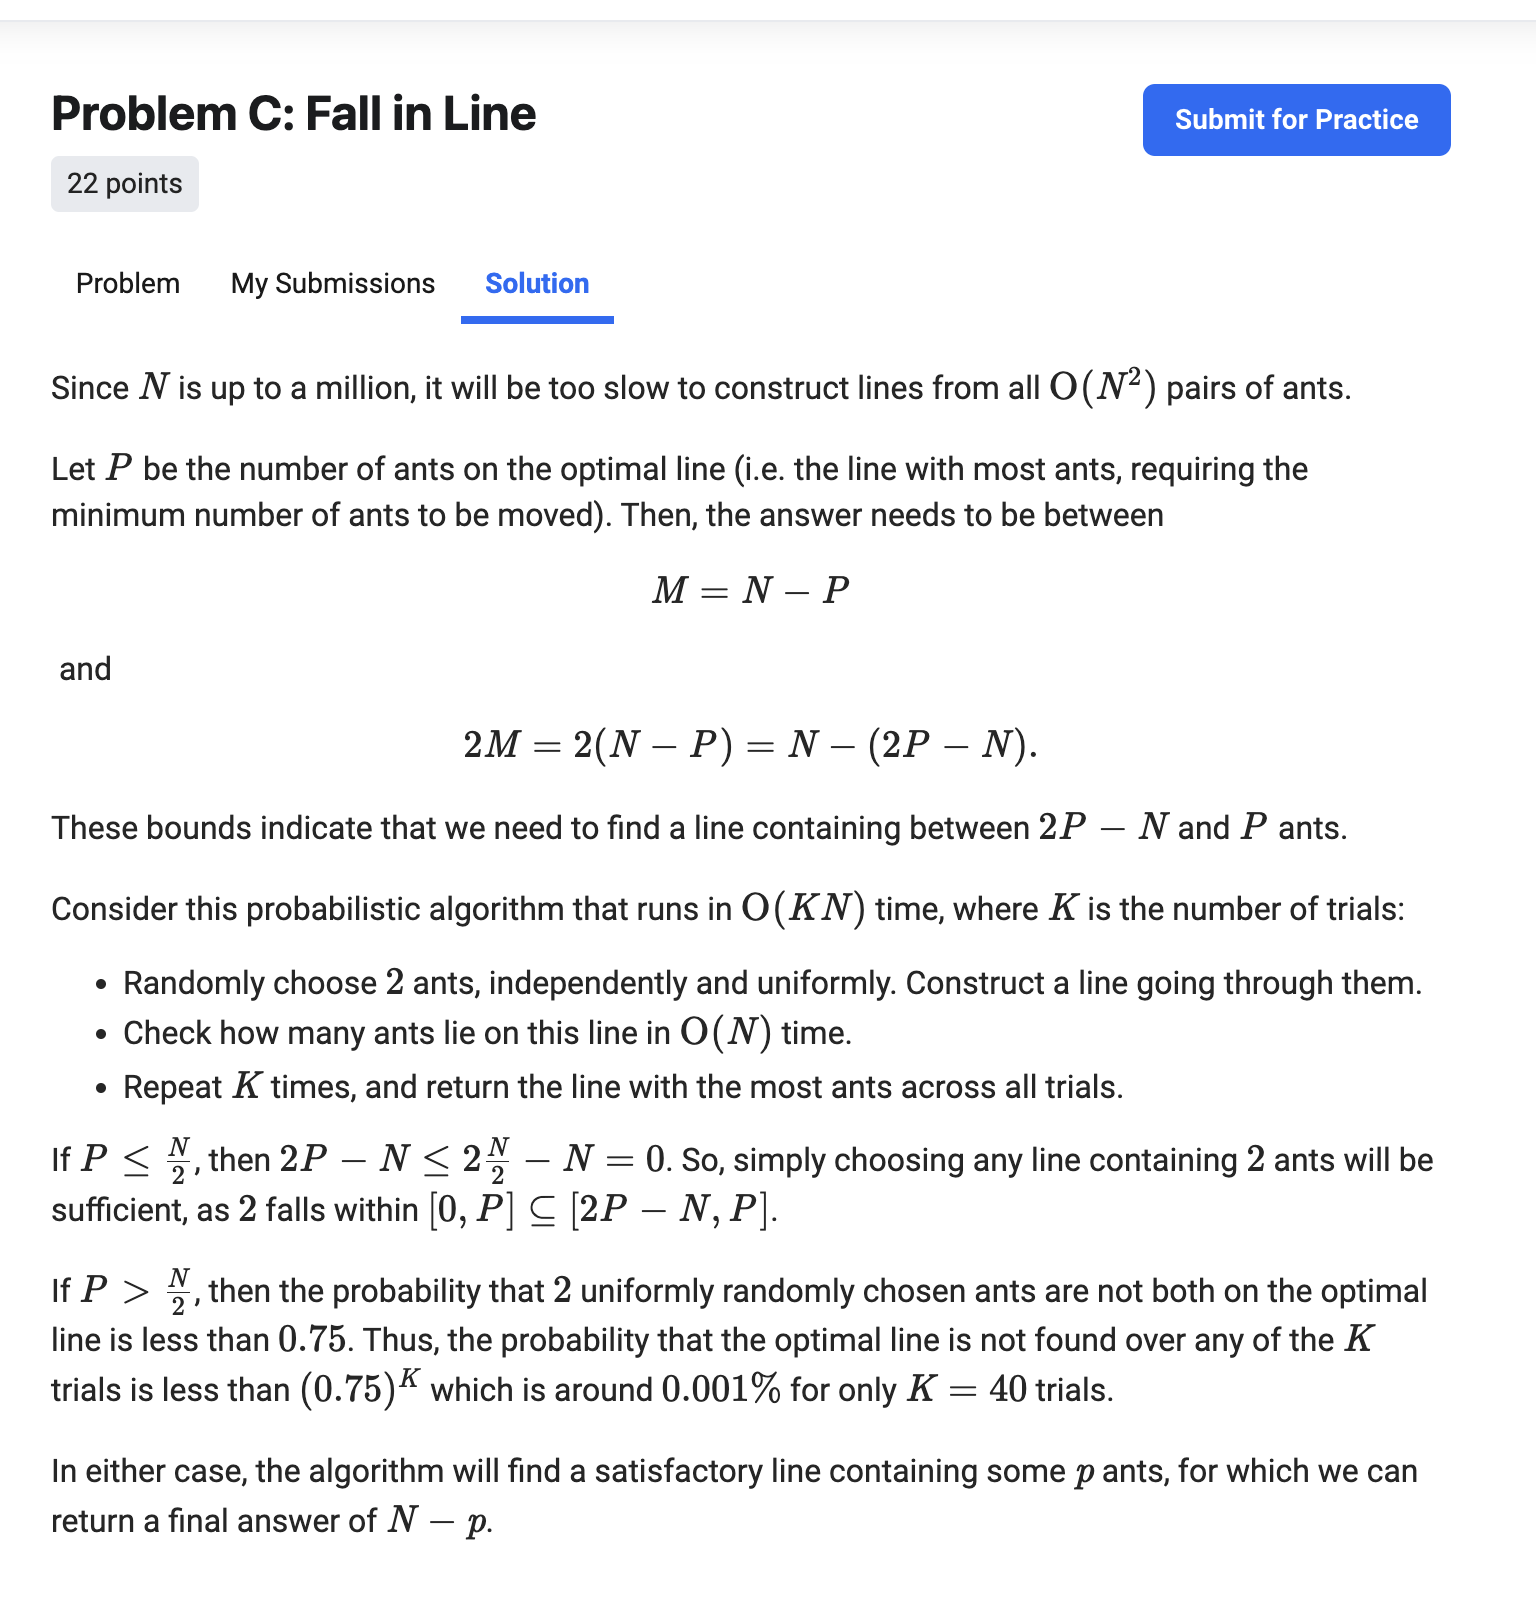 Problem C: Fall in Line
Submit for Practice
22 points
Problem My Submissions Solution
Since N is up to a million, it will be too slow to construct lines from all O(N²) pairs of ants.
Let P be the number of ants on the optimal line (i.e. the line with most ants, requiring the
minimum number of ants to be moved). Then, the answer needs to be between
M = N − P
and
2M = 2(N − P) = N − (2P − N).
These bounds indicate that we need to find a line containing between 2P − N and P ants.
Consider this probabilistic algorithm that runs in O(KN) time, where K is the number of trials:
• Randomly choose 2 ants, independently and uniformly. Construct a line going through them.
• Check how many ants lie on this line in O(N) time.
• Repeat K times, and return the line with the most ants across all trials.
If P ≤ N/2, then 2P − N ≤ 2 N/2 − N = 0. So, simply choosing any line containing 2 ants will be
sufficient, as 2 falls within [0, P] ⊆ [2P − N, P].
If P > N/2, then the probability that 2 uniformly randomly chosen ants are not both on the optimal
line is less than 0.75. Thus, the probability that the optimal line is not found over any of the K
trials is less than (0.75)^K which is around 0.001% for only K = 40 trials.
In either case, the algorithm will find a satisfactory line containing some p ants, for which we can
return a final answer of N − p.